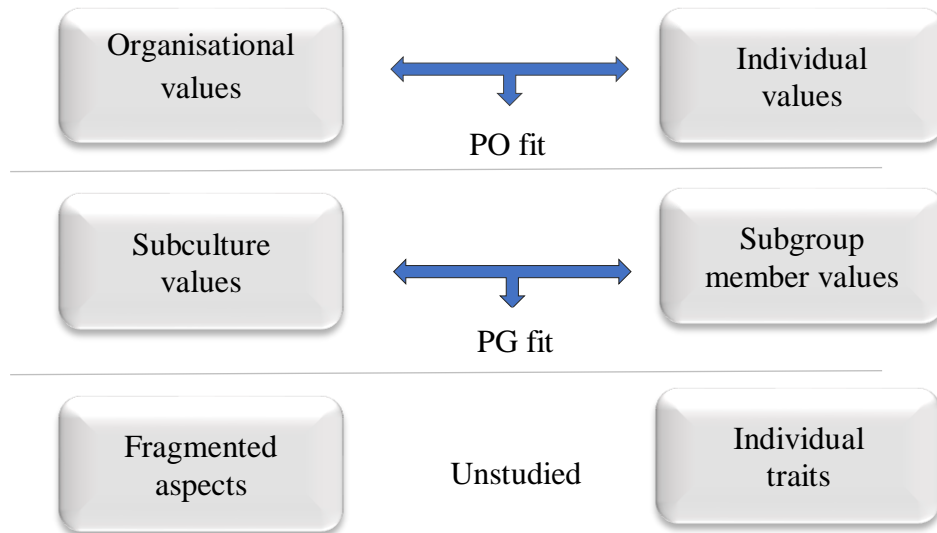 Organisational
values
Individual
values
PO fit
Subculture
values
Subgroup
member values
PG fit
Fragmented
aspects
Unstudied
Individual
traits